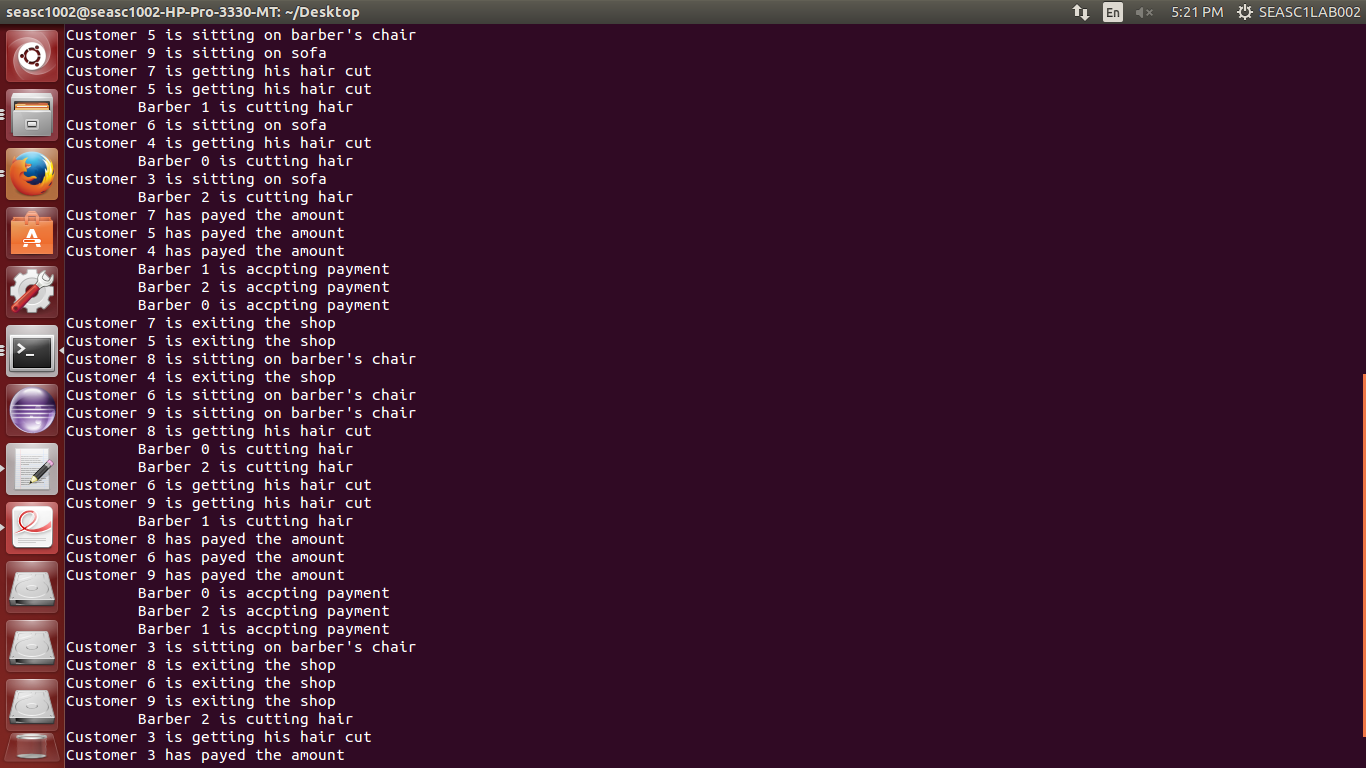 seasc1002@seasc1002-HP-Pro-3330-MT: ~/Desktop
En
5:21 PM
SEASC1LAB002
Customer 5 is sitting on barber's chair
Customer 9 is sitting on sofa
Customer 7 is getting his hair cut
Customer 5 is getting his hair cut
Barber 1 is cutting hair
Customer 6 is sitting on sofa
Customer 4 is getting his hair cut
Barber 0 is cutting hair
Customer 3 is sitting on sofa
Barber 2 is cutting hair
Customer 7 has payed the amount
Customer 5 has payed the amount
Customer 4 has payed the amount
Barber 1 is accpting payment
Barber 2 is accpting payment
Barber 0 is accpting payment
Customer 7 is exiting the shop
Customer 5 is exiting the shop
Customer 8 is sitting on barber's chair
Customer 4 is exiting the shop
Customer 6 is sitting on barber's chair
Customer 9 is sitting on barber's chair
Customer 8 is getting his hair cut
Barber 0 is cutting hair
Barber 2 is cutting hair
Customer 6 is getting his hair cut
Customer 9 is getting his hair cut
Barber 1 is cutting hair
Customer 8 has payed the amount
Customer 6 has payed the amount
Customer 9 has payed the amount
Barber 0 is accpting payment
Barber 2 is accpting payment
Barber 1 is accpting payment
Customer 3 is sitting on barber's chair
Customer 8 is exiting the shop
Customer 6 is exiting the shop
Customer 9 is exiting the shop
Barber 2 is cutting hair
Customer 3 is getting his hair cut
Customer 3 has payed the amount